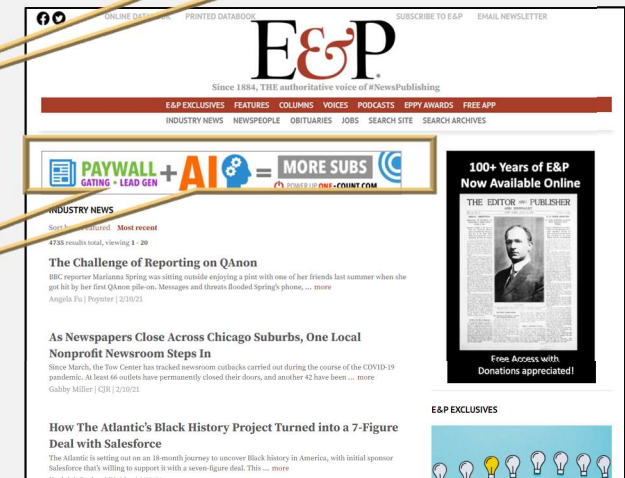 ONLINE DATABOOK PRINTED DATABOOK SUBSCRIBE TO E&P EMAIL NEWSLETTER
E&P
Since 1884, THE authoritative voice of #NewsPublishing
E&P EXCLUSIVES FEATURES COLUMNS VOICES PODCASTS EPPY AWARDS FREE APP
INDUSTRY NEWS NEWSPEOPLE OBITUARIES JOBS SEARCH SITE SEARCH ARCHIVES
PAYWALL + AI = MORE SUBS
GATING • LEAD GEN
POWER UP ONE•COUNT.COM
INDUSTRY NEWS
Sort by Featured Most recent
4735 results total, viewing 1 - 20
The Challenge of Reporting on QAnon
BBC reporter Marianna Spring was sitting outside enjoying a pint with one of her friends last summer when she
got hit by her first QAnon pile-on. Messages and threats flooded Spring's phone, ... more
Angela Fu | Poynter | 2/10/21
As Newspapers Close Across Chicago Suburbs, One Local
Nonprofit Newsroom Steps In
Since March, the Tow Center has tracked newsroom cutbacks carried out during the course of the COVID-19
pandemic. At least 66 outlets have permanently closed their doors, and another 42 have been ... more
Gabby Miller | CJR | 2/10/21
How The Atlantic's Black History Project Turned into a 7-Figure
Deal with Salesforce
The Atlantic is setting out on an 18-month journey to uncover Black history in America, with initial sponsor
Salesforce that's willing to support it with a seven-figure deal. This ... more
100+ Years of E&P
Now Available Online
THE EDITOR AND PUBLISHER
Free Access with
Donations appreciated!
E&P EXCLUSIVES